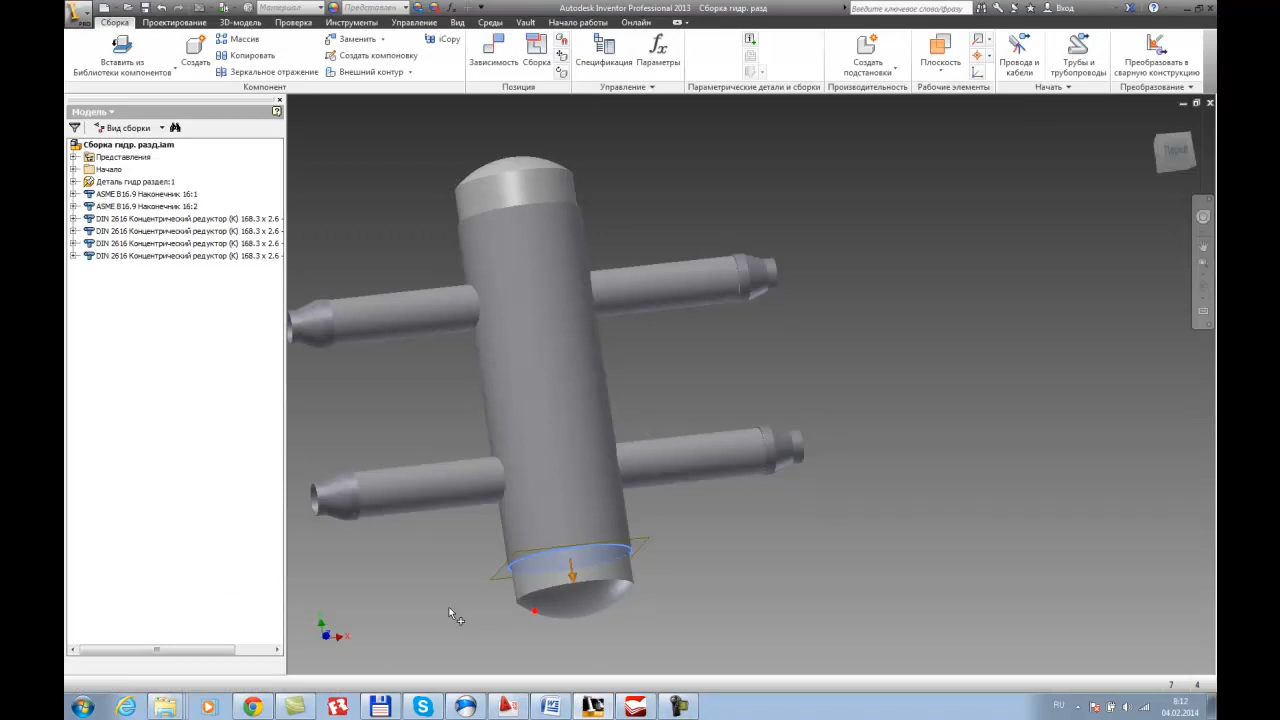 PRO
Материал
Представлен
Autodesk Inventor Professional 2013 Сборка гидр. разд
Введите ключевое слово/фразу
Вход
Сборка Проектирование 3D-модель Проверка Инструменты Управление Вид Среды Vault Начало работы Онлайн
Вставить из
Библиотеки компонентов
Создать
Массив
Копировать
Зеркальное отражение
Заменить
Создать компоновку
Внешний контур
iCopy
Зависимость
Сборка
Спецификация
Параметры
fx
Создать
подстановки
Плоскость
Провода и
кабели
Трубы и
трубопроводы
Преобразовать в
сварную конструкцию
Компонент
Позиция
Управление
Параметрические детали и сборки
Производительность
Рабочие элементы
Начать
Преобразование
Модель
Вид сборки
Сборка гидр. разд.iam
Представления
Начало
Деталь гидр раздел:1
ASME B16.9 Наконечник 16:1
ASME B16.9 Наконечник 16:2
DIN 2616 Концентрический редуктор (K) 168.3 x 2.6 -
DIN 2616 Концентрический редуктор (K) 168.3 x 2.6 -
DIN 2616 Концентрический редуктор (K) 168.3 x 2.6 -
DIN 2616 Концентрический редуктор (K) 168.3 x 2.6 -
X
7 4
RU
8:12
04.02.2014